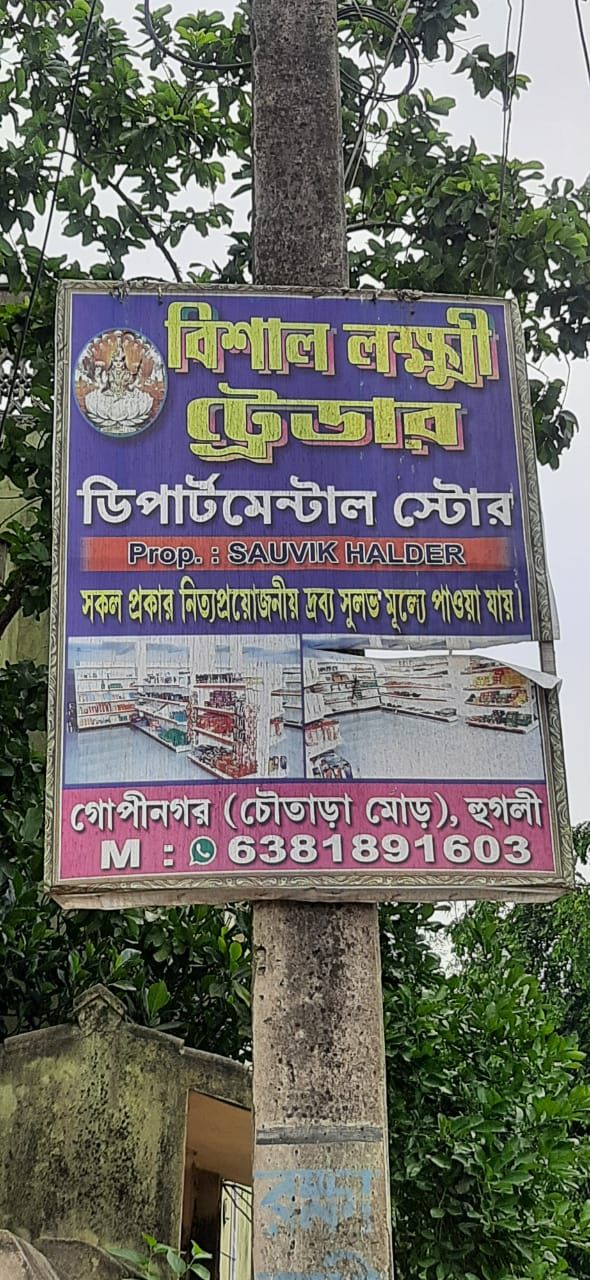 বিশাল লক্ষ্মী
ট্রেডার
ডিপার্টমেন্টাল স্টোর
Prop. : SAUVIK HALDER
সকল প্রকার নিত্যপ্রয়োজনীয় দ্রব্য সুলভ মূল্যে পাওয়া যায়।
গোপীনগর (চৌতাড়া মোড়), হুগলী
M : 6381891603